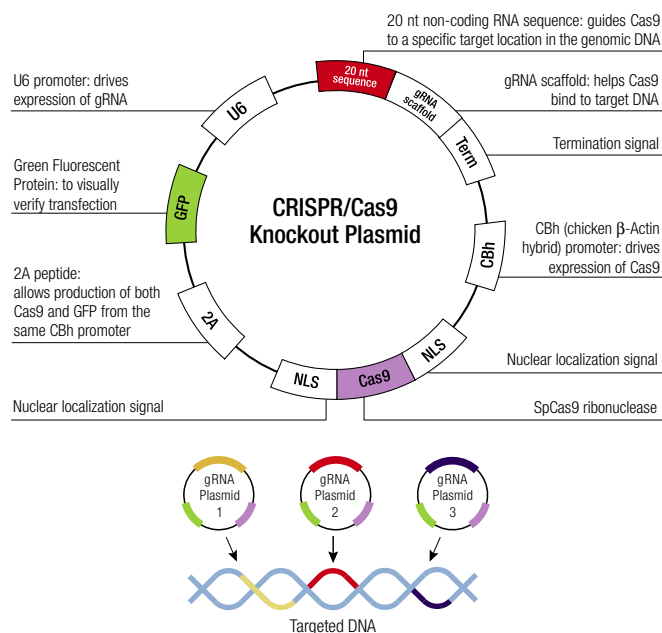 20 nt non-coding RNA sequence: guides Cas9
to a specific target location in the genomic DNA
U6 promoter: drives
expression of gRNA
gRNA scaffold: helps Cas9
bind to target DNA
Termination signal
Green Fluorescent
Protein: to visually
verify transfection
CBh (chicken β-Actin
hybrid) promoter: drives
expression of Cas9
2A peptide:
allows production of both
Cas9 and GFP from the
same CBh promoter
Nuclear localization signal
Nuclear localization signal
SpCas9 ribonuclease
20 nt
sequence
gRNA
scaffold
Term
CBh
NLS
Cas9
NLS
2A
GFP
U6
CRISPR/Cas9
Knockout Plasmid
gRNA
Plasmid
1
gRNA
Plasmid
2
gRNA
Plasmid
3
Targeted DNA